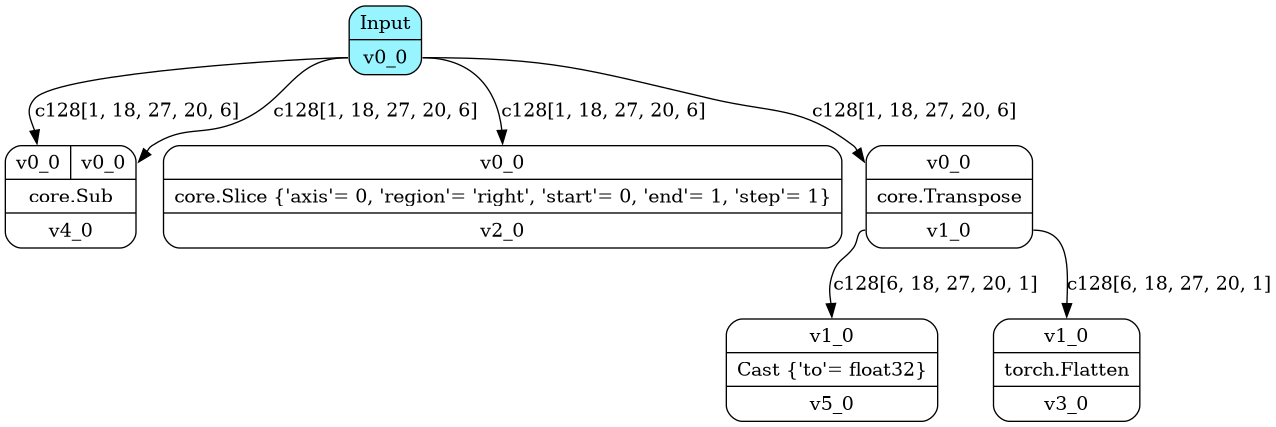 Input
v0_0
c128[1, 18, 27, 20, 6] c128[1, 18, 27, 20, 6] c128[1, 18, 27, 20, 6] c128[1, 18, 27, 20, 6]
v0_0 v0_0
core.Sub
v4_0
v0_0
core.Slice {'axis'= 0, 'region'= 'right', 'start'= 0, 'end'= 1, 'step'= 1}
v2_0
v0_0
core.Transpose
v1_0
c128[6, 18, 27, 20, 1] c128[6, 18, 27, 20, 1]
v1_0
Cast {'to'= float32}
v5_0
v1_0
torch.Flatten
v3_0